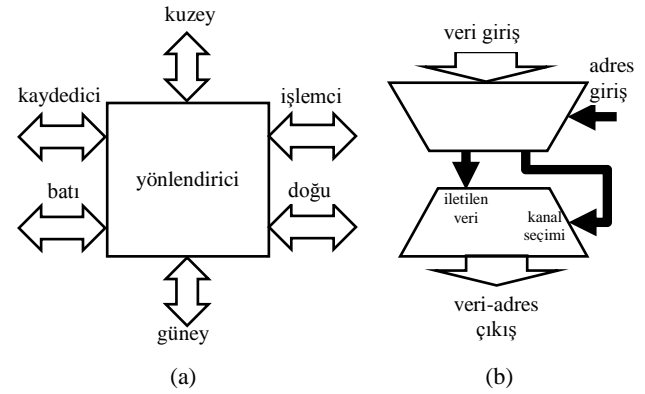 kuzey
kaydedici
işlemci
yönlendirici
batı
doğu
güney
(a)
veri giriş
adres
giriş
iletilen
veri
kanal
seçimi
veri-adres
çıkış
(b)